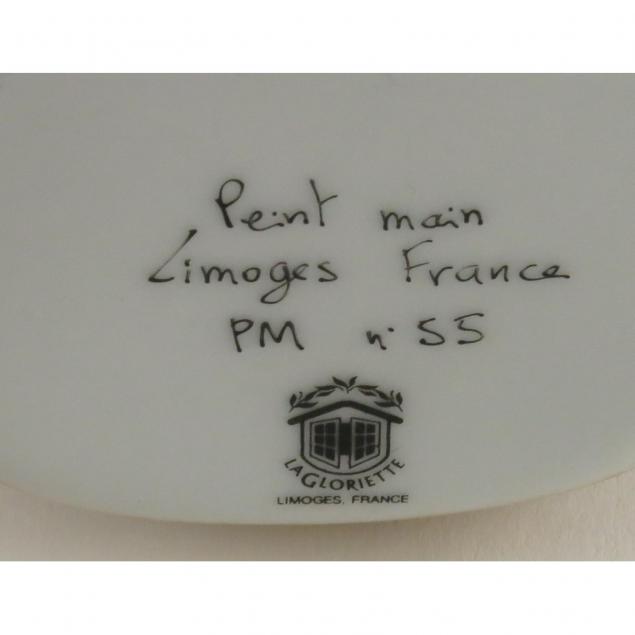 Peint main
Limoges France
PM n° 55
LA GLORIETTE
LIMOGES, FRANCE